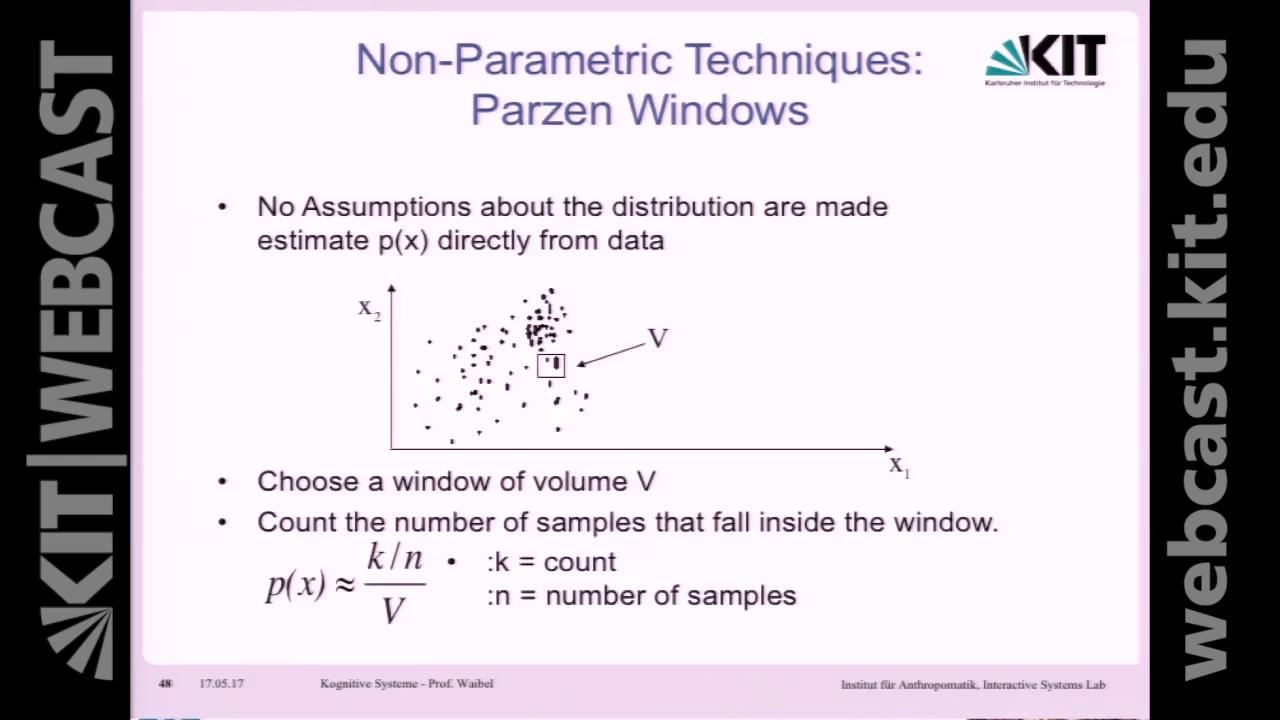 KIT | WEBCAST
Non-Parametric Techniques:
Parzen Windows
KIT
Karlsruher Institut für Technologie
• No Assumptions about the distribution are made
estimate p(x) directly from data
x2
V
x1
• Choose a window of volume V
• Count the number of samples that fall inside the window.
p(x) ≈ k/n / V
• :k = count
:n = number of samples
48 17.05.17 Kognitive Systeme - Prof. Waibel Institut für Anthropomatik, Interactive Systems Lab
webcast.kit.edu